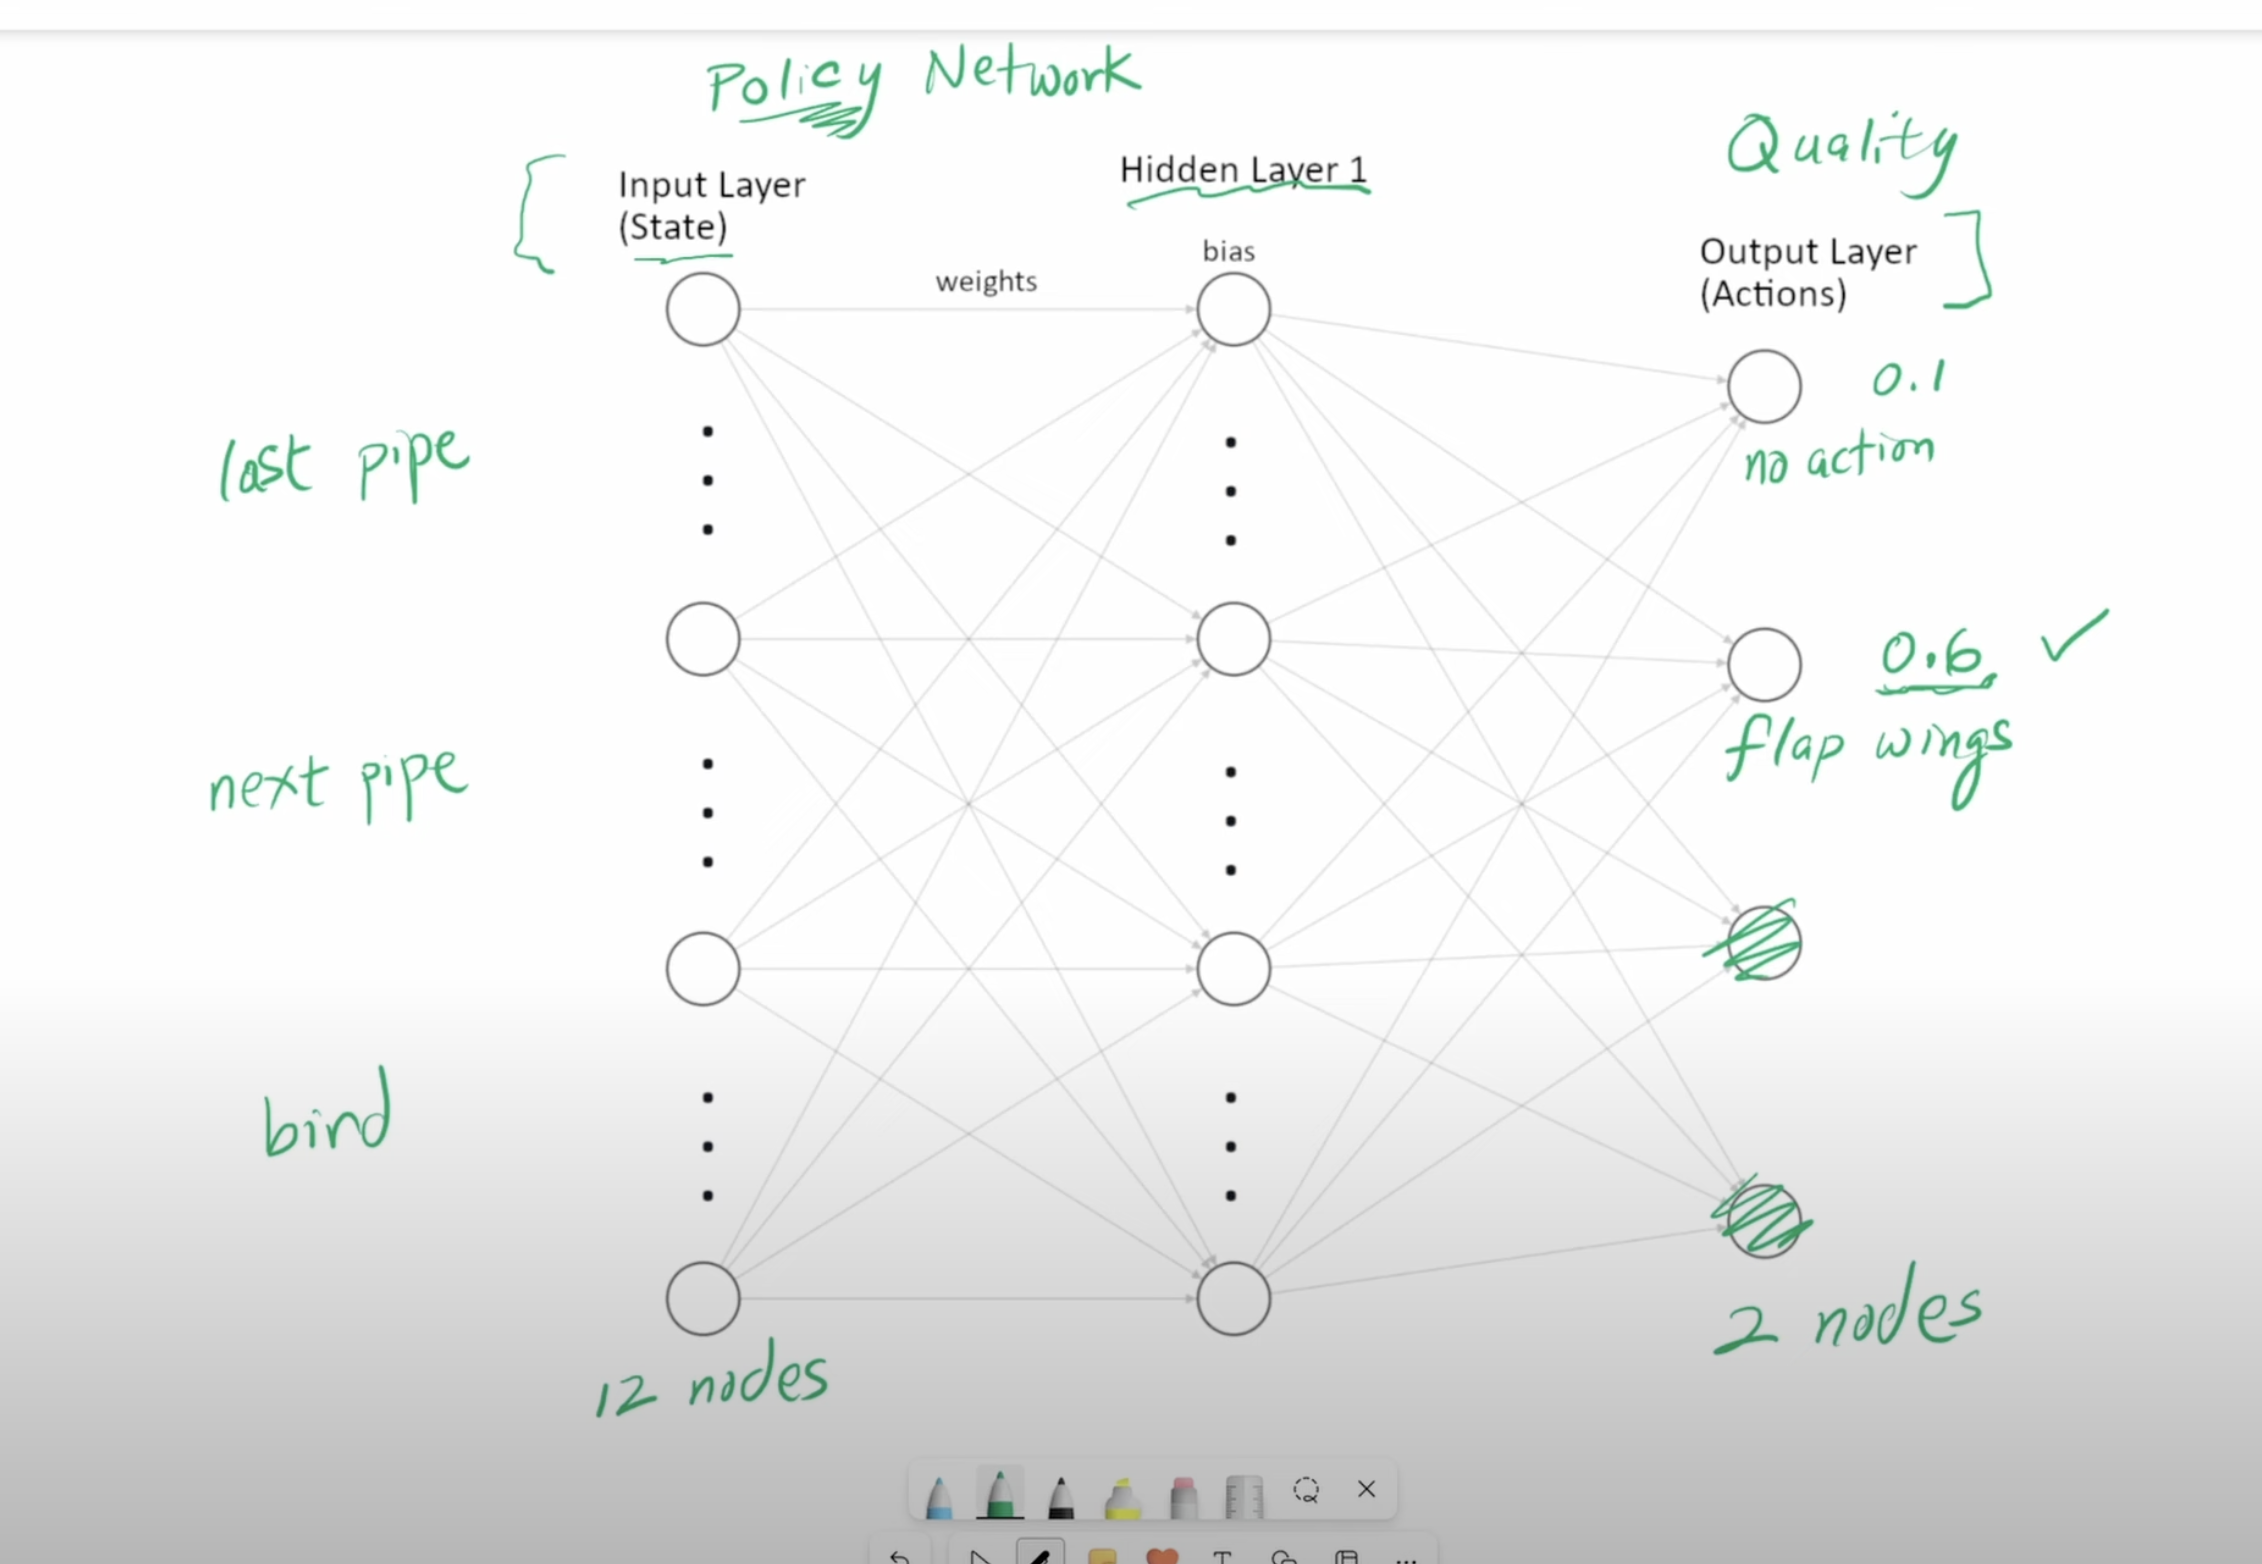 Policy Network
Quality
Input Layer
(State)
Hidden Layer 1
Output Layer
(Actions)
weights
bias
0.1
no action
last pipe
0.6
flap wings
next pipe
bird
12 nodes
2 nodes
T